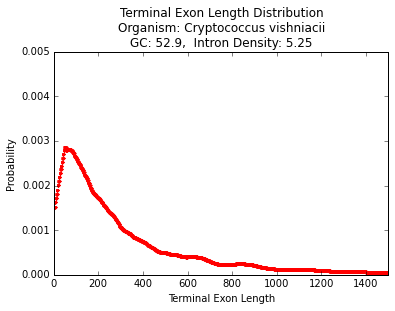 Terminal Exon Length Distribution
Organism: Cryptococcus vishniacii
GC: 52.9,  Intron Density: 5.25
0.005
0.004
0.003
0.002
0.001
0.000
Probability
0 200 400 600 800 1000 1200 1400
Terminal Exon Length